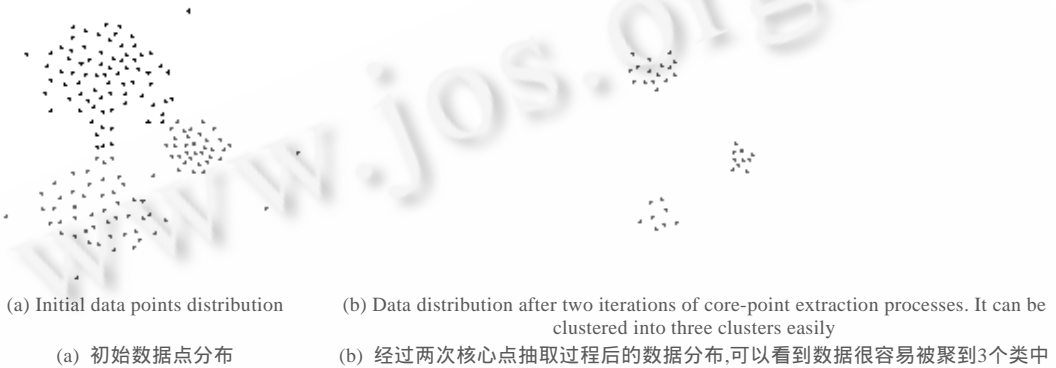 www.jos.org
(a) Initial data points distribution
(b) Data distribution after two iterations of core-point extraction processes. It can be
clustered into three clusters easily
(a) 初始数据点分布
(b) 经过两次核心点抽取过程后的数据分布,可以看到数据很容易被聚到3个类中